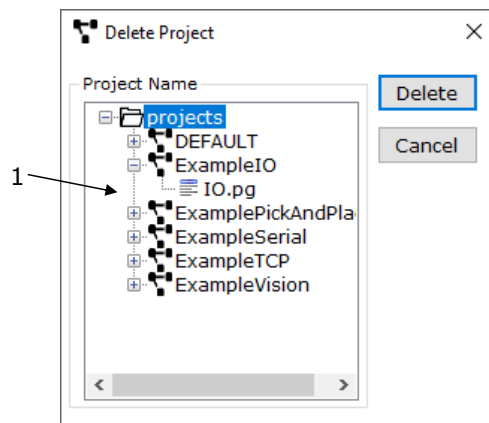 Delete Project
Project Name
Delete
projects
DEFAULT
Cancel
ExampleIO
1
IO.pg
ExamplePickAndPla
ExampleSerial
ExampleTCP
ExampleVision